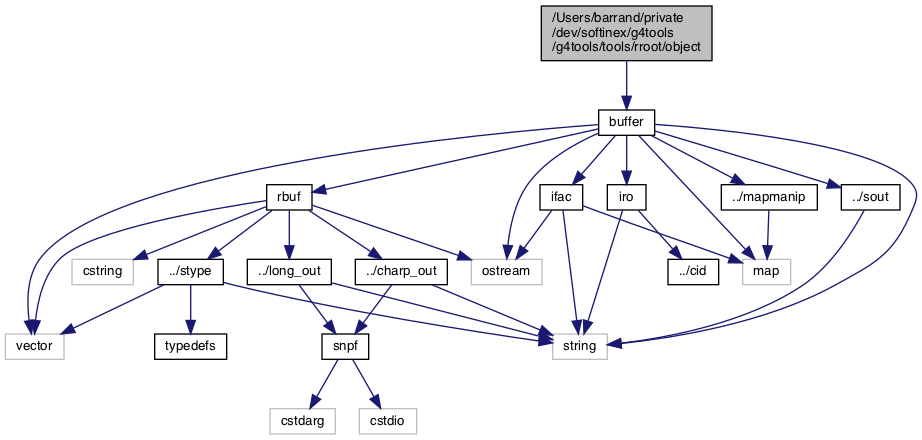 /Users/barrand/private
/dev/softinex/g4tools
/g4tools/tools/rroot/object
buffer
rbuf
ifac
iro
../mapmanip
../sout
cstring
../stype
../long_out
../charp_out
ostream
../cid
map
vector
typedefs
snpf
string
cstdarg
cstdio